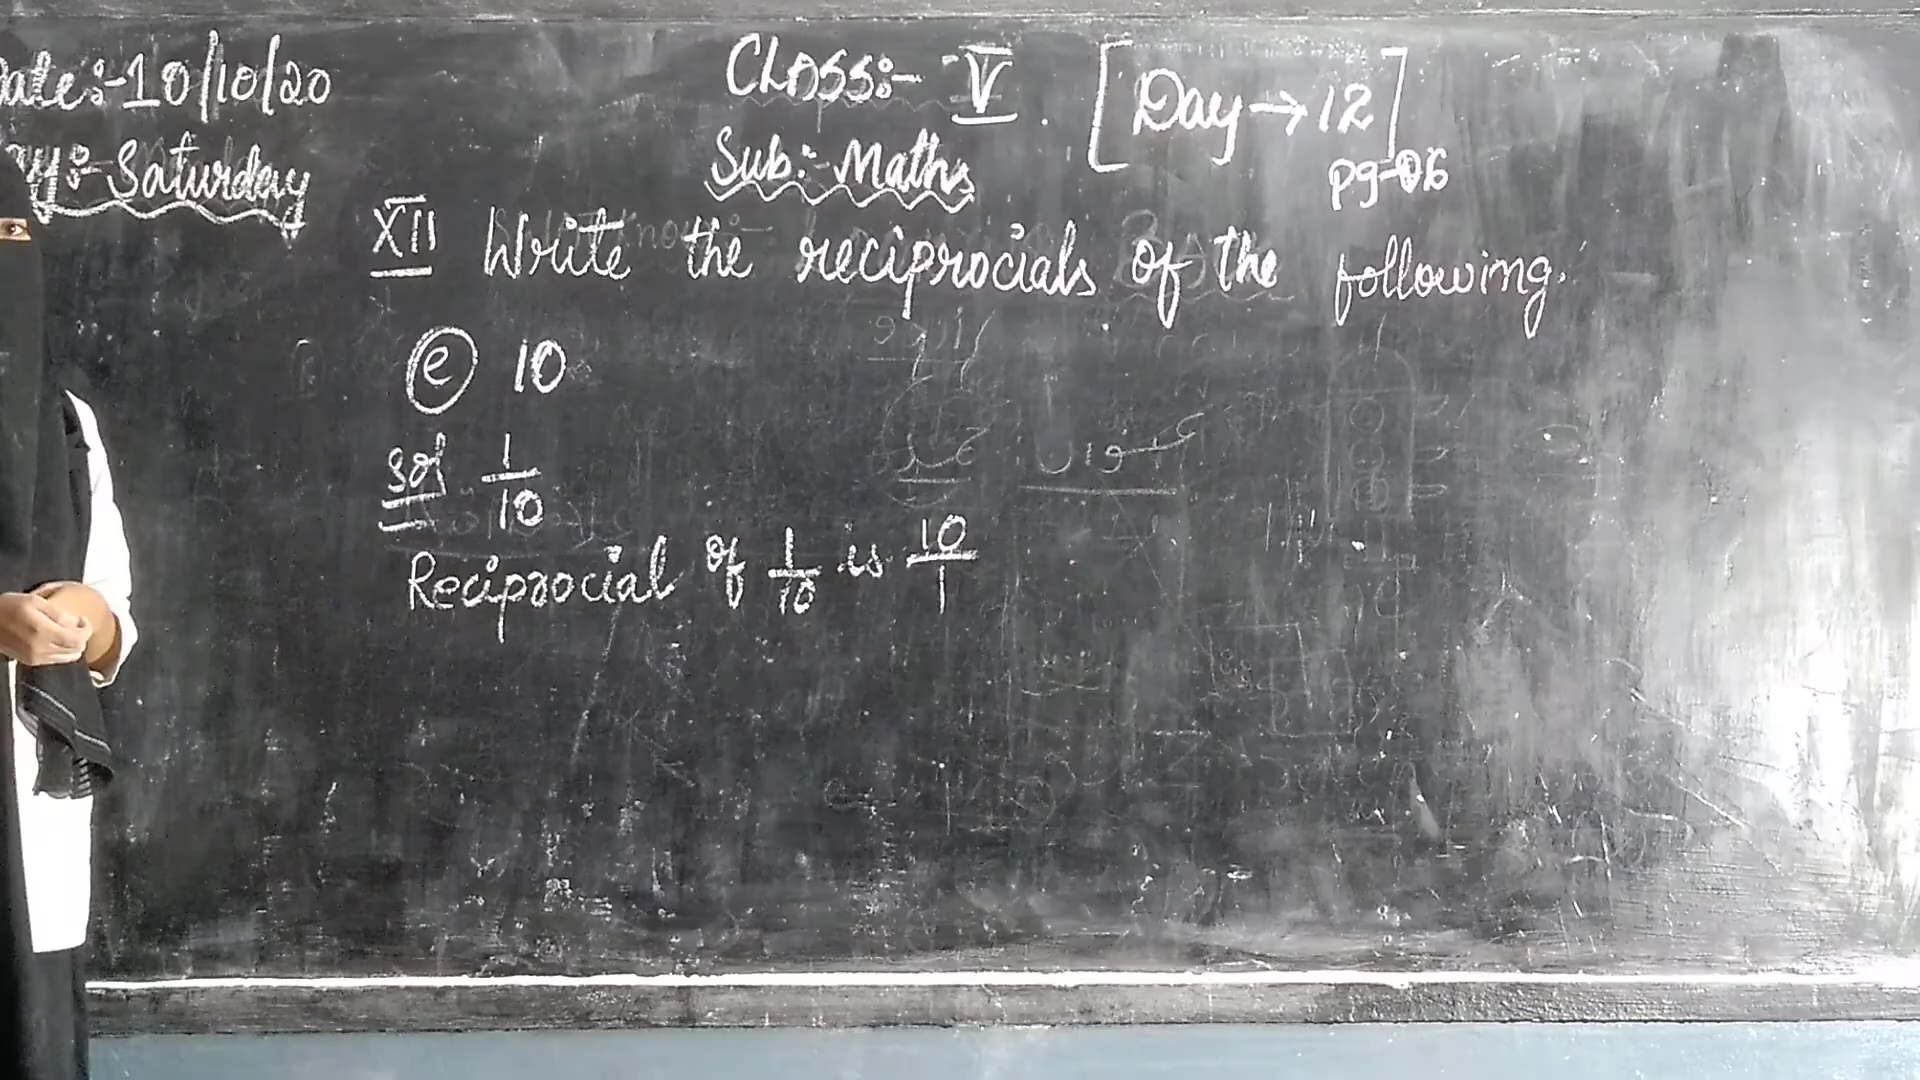 Date:-10/10/20
Day:-Saturday
CLASS:- V
[Day→12]
Sub:-Maths
pg-06
XII Write the reciprocials of the following.
(e) 10
Sol 1/10
Reciprocial of 1/10 is 10/1